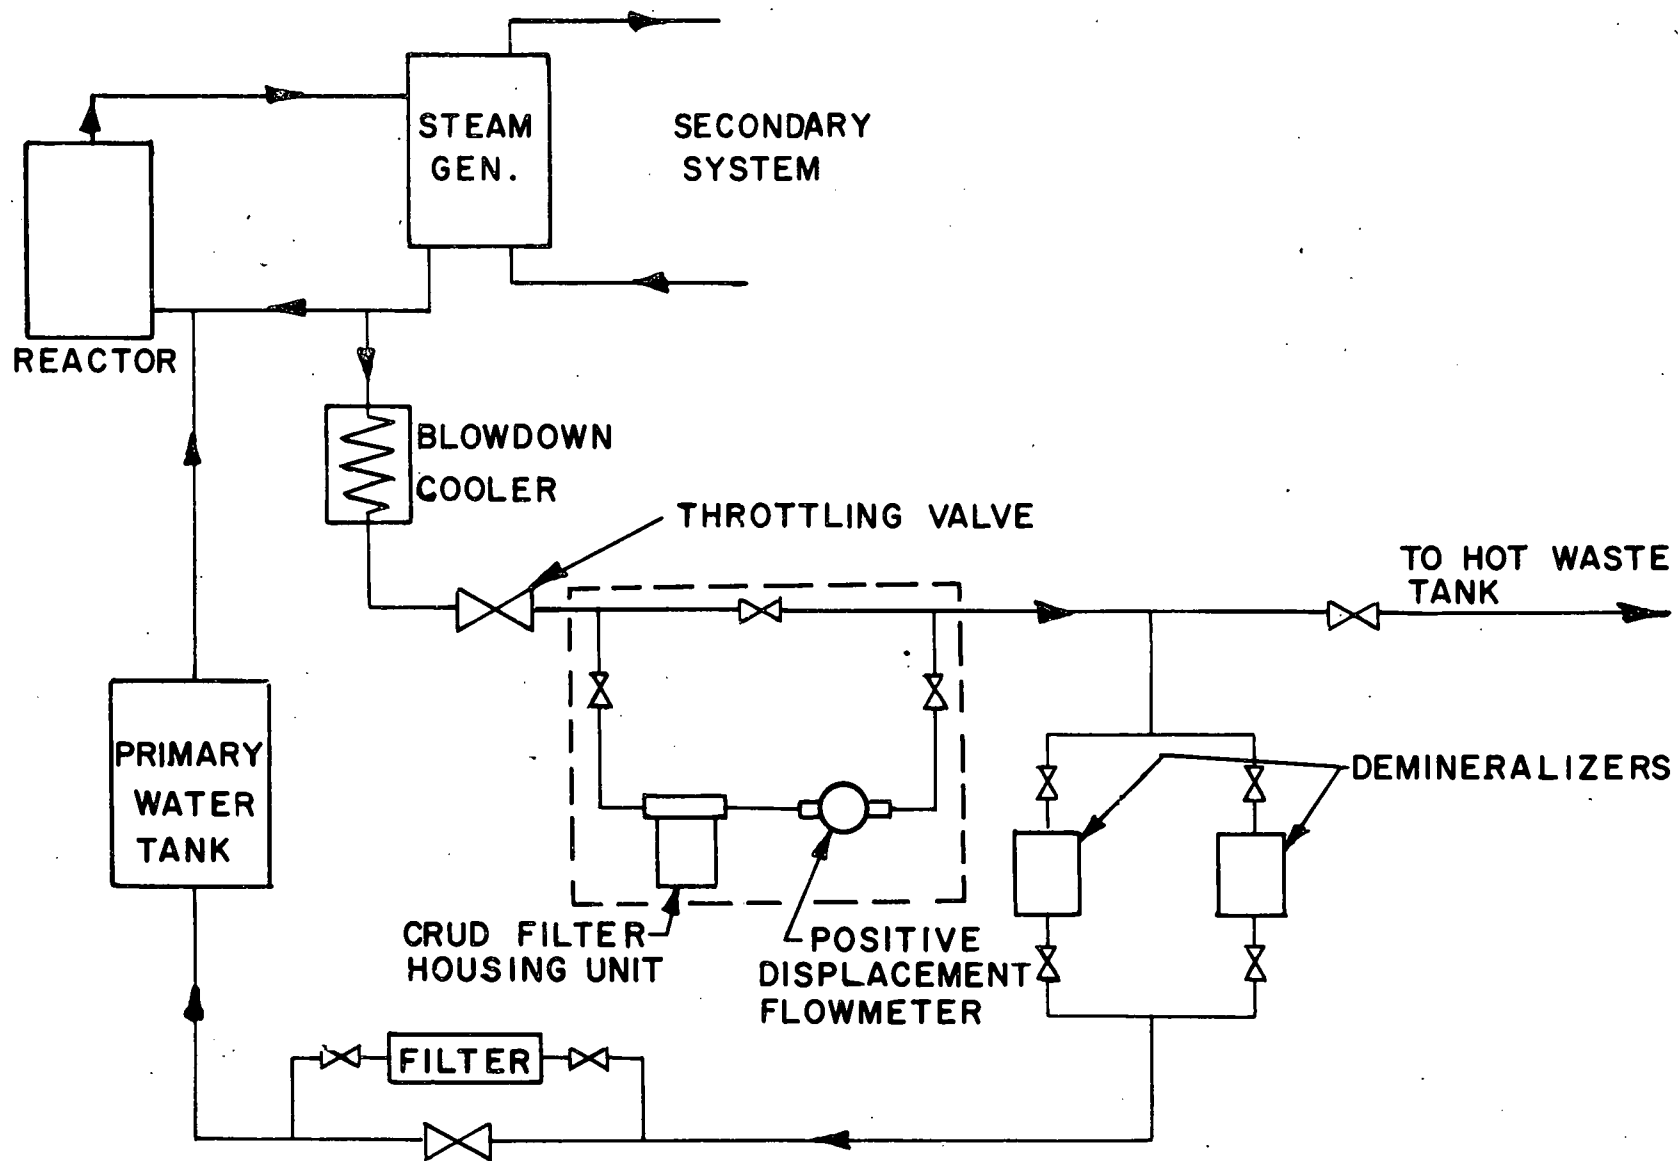 STEAM
GEN.
SECONDARY
SYSTEM
REACTOR
BLOWDOWN
COOLER
THROTTLING VALVE
TO HOT WASTE
TANK
PRIMARY
WATER
TANK
DEMINERALIZERS
CRUD FILTER
HOUSING UNIT
POSITIVE
DISPLACEMENT
FLOWMETER
FILTER